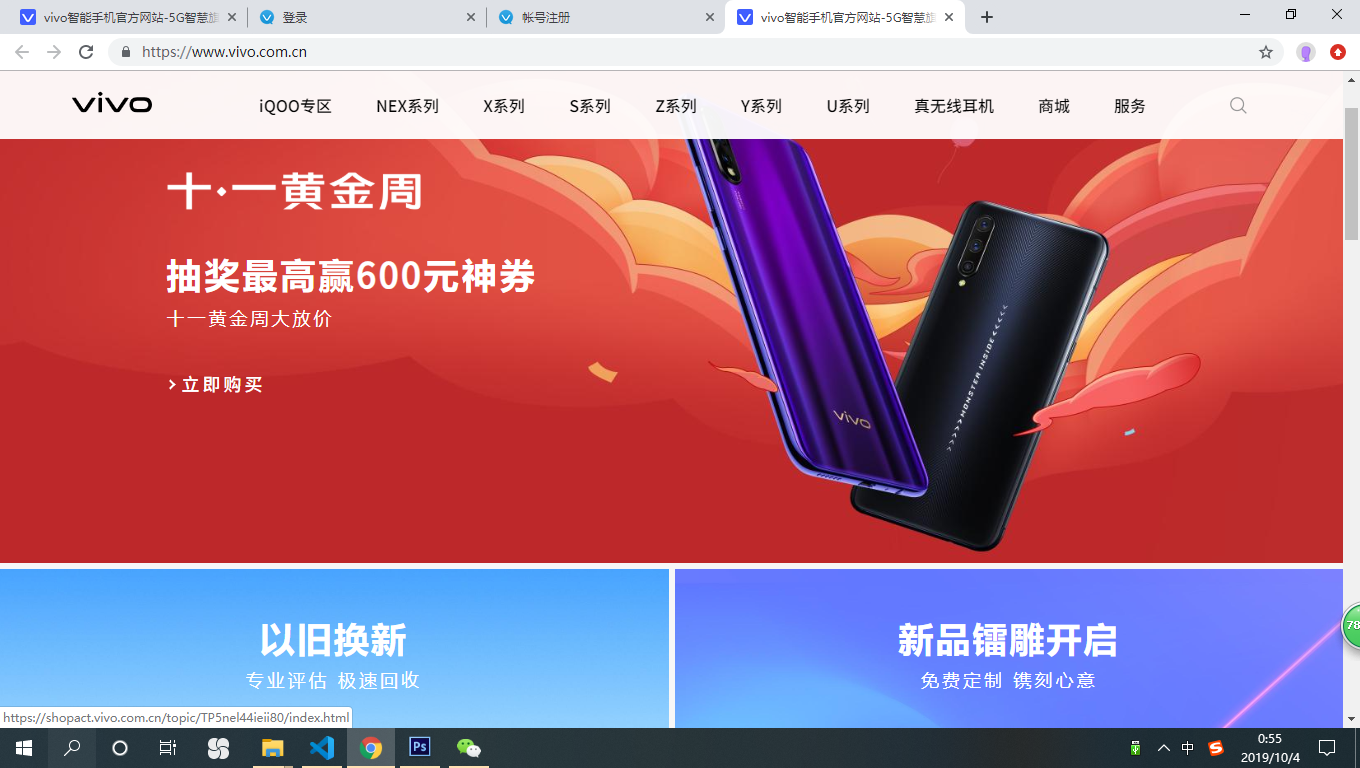 vivo智能手机官方网站-5G智慧旗
登录
帐号注册
vivo智能手机官方网站-5G智慧旗
https://www.vivo.com.cn
vivo
iQOO专区
NEX系列
X系列
S系列
Z系列
Y系列
U系列
真无线耳机
商城
服务
十·一黄金周
抽奖最高赢600元神券
十一黄金周大放价
立即购买
vivo
>>>>>MONSTER INSIDE<<<<<
以旧换新
专业评估 极速回收
新品镭雕开启
免费定制 镌刻心意
78
https://shopact.vivo.com.cn/topic/TP5nel44ieii80/index.html
Ps
中
0:55
2019/10/4